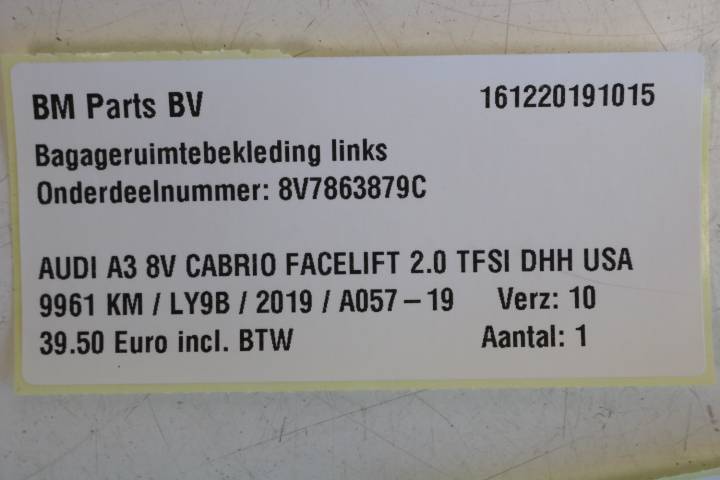 BM Parts BV 161220191015
Bagageruimtebekleding links
Onderdeelnummer: 8V7863879C
AUDI A3 8V CABRIO FACELIFT 2.0 TFSI DHH USA
9961 KM / LY9B / 2019 / A057 – 19 Verz: 10
39.50 Euro incl. BTW Aantal: 1